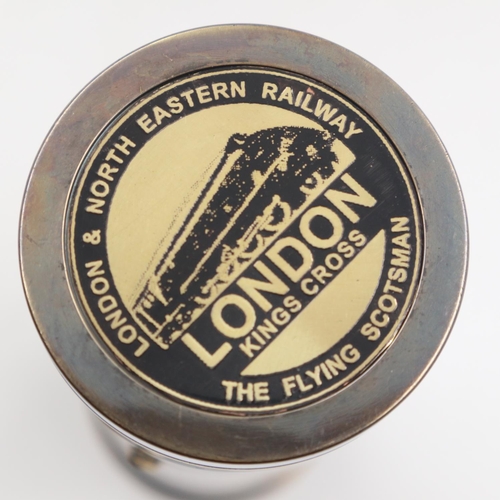 LONDON & NORTH EASTERN RAILWAY
LONDON
KINGS CROSS
THE FLYING SCOTSMAN